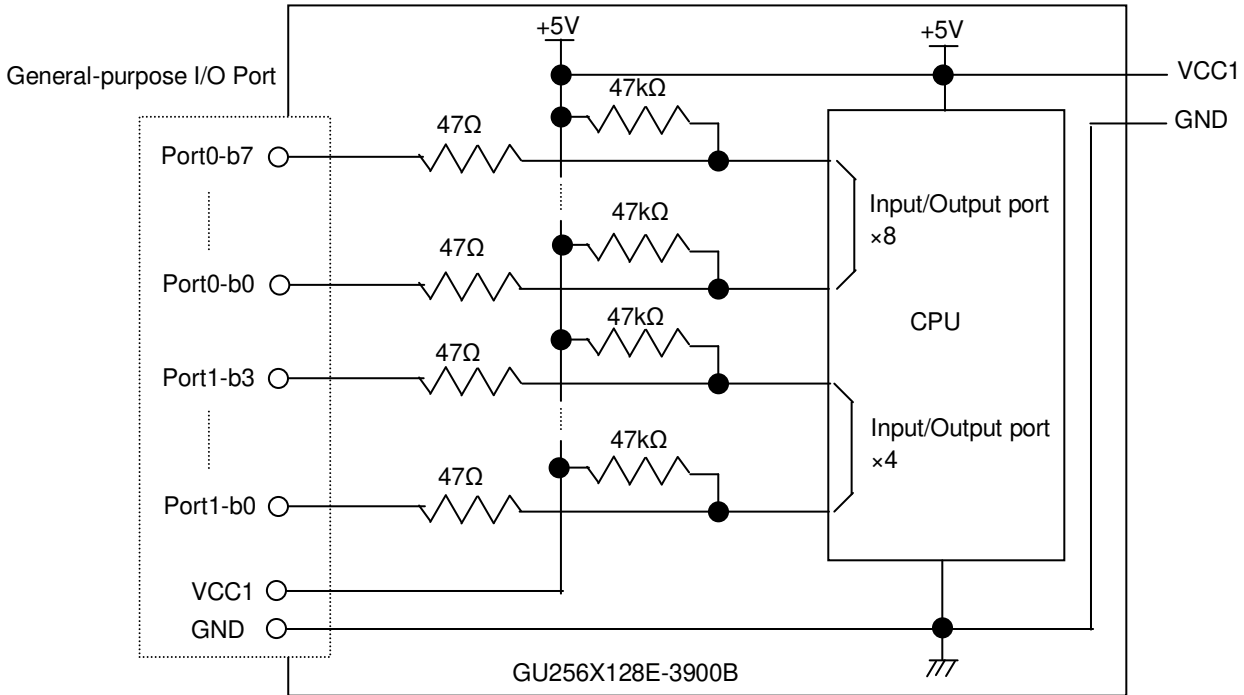 +5V
+5V
General-purpose I/O Port
VCC1
47kΩ
GND
47Ω
Port0-b7
Input/Output port
×8
47kΩ
47Ω
Port0-b0
47kΩ
CPU
47Ω
Port1-b3
47kΩ
Input/Output port
×4
47Ω
Port1-b0
VCC1
GND
GU256X128E-3900B